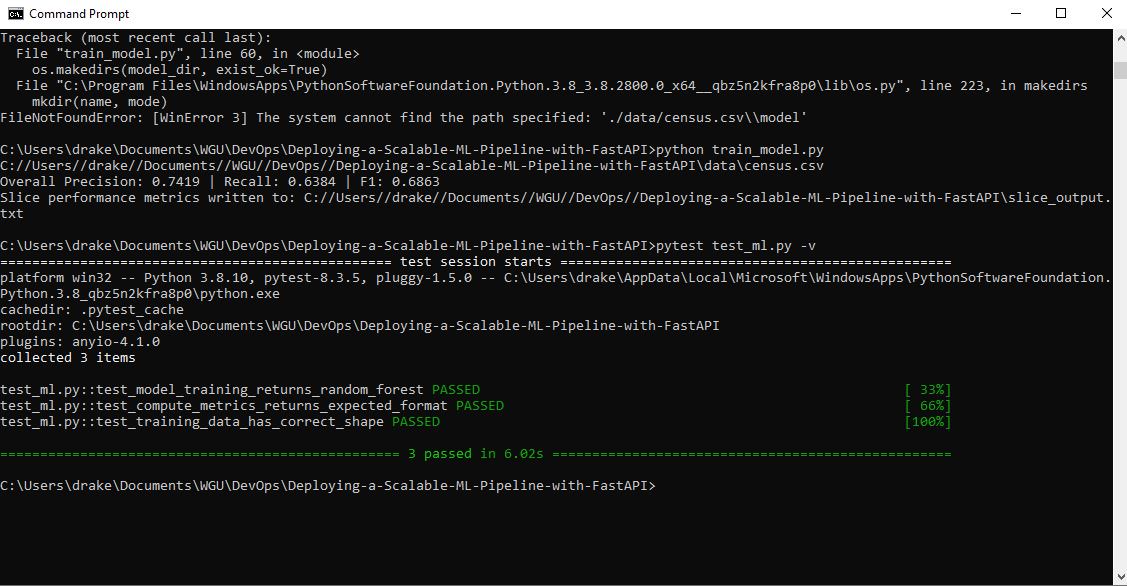 Command Prompt
Traceback (most recent call last):
  File "train_model.py", line 60, in <module>
    os.makedirs(model_dir, exist_ok=True)
  File "C:\Program Files\WindowsApps\PythonSoftwareFoundation.Python.3.8_3.8.2800.0_x64__qbz5n2kfra8p0\lib\os.py", line 223, in makedirs
    mkdir(name, mode)
FileNotFoundError: [WinError 3] The system cannot find the path specified: './data/census.csv\\model'
C:\Users\drake\Documents\WGU\DevOps\Deploying-a-Scalable-ML-Pipeline-with-FastAPI>python train_model.py
C://Users//drake//Documents//WGU//DevOps//Deploying-a-Scalable-ML-Pipeline-with-FastAPI\data\census.csv
Overall Precision: 0.7419 | Recall: 0.6384 | F1: 0.6863
Slice performance metrics written to: C://Users//drake//Documents//WGU//DevOps//Deploying-a-Scalable-ML-Pipeline-with-FastAPI\slice_output.
txt
C:\Users\drake\Documents\WGU\DevOps\Deploying-a-Scalable-ML-Pipeline-with-FastAPI>pytest test_ml.py -v
================================================= test session starts =================================================
platform win32 -- Python 3.8.10, pytest-8.3.5, pluggy-1.5.0 -- C:\Users\drake\AppData\Local\Microsoft\WindowsApps\PythonSoftwareFoundation.
Python.3.8_qbz5n2kfra8p0\python.exe
cachedir: .pytest_cache
rootdir: C:\Users\drake\Documents\WGU\DevOps\Deploying-a-Scalable-ML-Pipeline-with-FastAPI
plugins: anyio-4.1.0
collected 3 items
test_ml.py::test_model_training_returns_random_forest PASSED [ 33%]
test_ml.py::test_compute_metrics_returns_expected_format PASSED [ 66%]
test_ml.py::test_training_data_has_correct_shape PASSED [100%]
================================================== 3 passed in 6.02s ==================================================
C:\Users\drake\Documents\WGU\DevOps\Deploying-a-Scalable-ML-Pipeline-with-FastAPI>